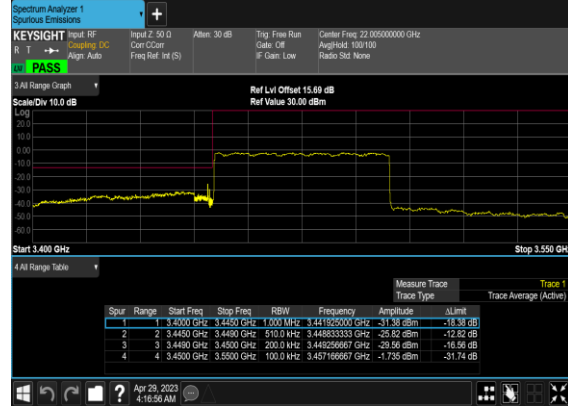 Spectrum Analyzer 1
Spurious Emissions
KEYSIGHT Input: RF Input Z: 50 Ω Atten: 30 dB Trig: Free Run Center Freq: 22.005000000 GHz
R T Coupling: DC Corr CCorr Gate: Off Avg|Hold: 100/100
Align: Auto Freq Ref: Int (S) IF Gain: Low Radio Std: None
PASS
3 All Range Graph
Ref Lvl Offset 15.69 dB
Scale/Div 10.0 dB Ref Value 30.00 dBm
Log
20.0
10.0
0.00
-10.0
-20.0
-30.0
-40.0
-50.0
-60.0
Start 3.400 GHz Stop 3.550 GH
4 All Range Table
Measure Trace Trace 1
Trace Type Trace Average (Active)
Spur Range Start Freq Stop Freq RBW Frequency Amplitude ΔLimit
1 1 3.4000 GHz 3.4450 GHz 1.000 MHz 3.441925000 GHz -31.38 dBm -18.38 dB
2 2 3.4450 GHz 3.4490 GHz 510.0 kHz 3.448833333 GHz -25.82 dBm -12.82 dB
3 3 3.4490 GHz 3.4500 GHz 200.0 kHz 3.449256667 GHz -29.56 dBm -16.56 dB
4 4 3.4500 GHz 3.5500 GHz 100.0 kHz 3.457166667 GHz -1.735 dBm -31.74 dB
?
Apr 29, 2023
4:16:56 AM